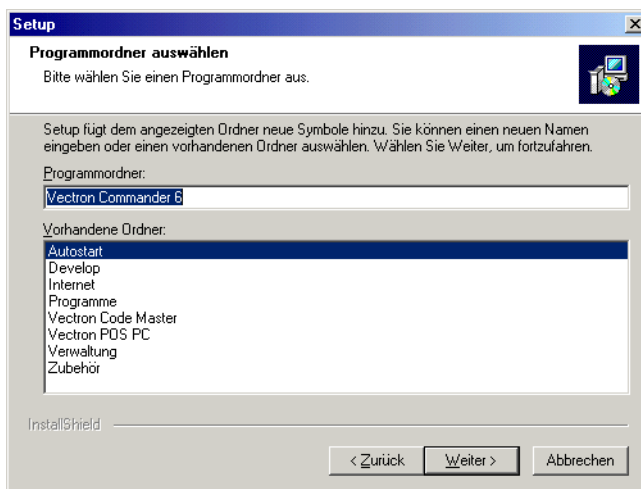 Setup
Programmordner auswählen
Bitte wählen Sie einen Programmordner aus.
Setup fügt dem angezeigten Ordner neue Symbole hinzu. Sie können einen neuen Namen
eingeben oder einen vorhandenen Ordner auswählen. Wählen Sie Weiter, um fortzufahren.
Programmordner:
Vectron Commander 6
Vorhandene Ordner:
Autostart
Develop
Internet
Programme
Vectron Code Master
Vectron POS PC
Verwaltung
Zubehör
InstallShield
< Zurück Weiter > Abbrechen